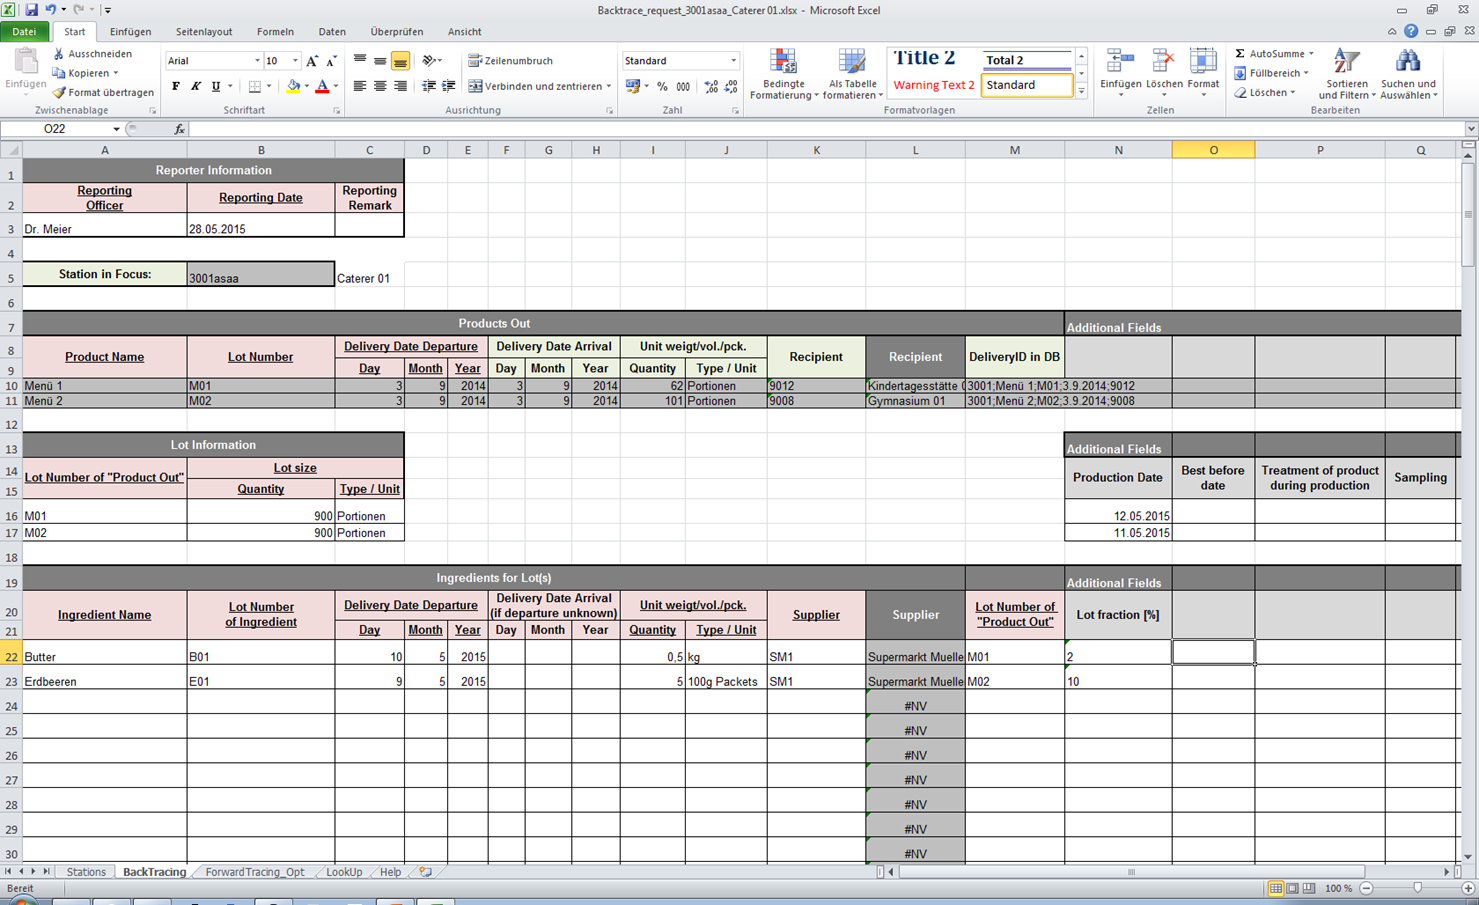 Backtrace_request_3001asaa_Caterer 01.xlsx - Microsoft Excel
Datei Start Einfügen Seitenlayout Formeln Daten Überprüfen Ansicht
Einfügen
Ausschneiden
Kopieren
Format übertragen
Zwischenablage
Arial 10
F K U
Schriftart
Zeilenumbruch
Verbinden und zentrieren
Ausrichtung
Standard
% 000
Zahl
Bedingte Formatierung
Als Tabelle formatieren
Title 2 Total 2
Warning Text 2 Standard
Formatvorlagen
Einfügen Löschen Format
Zellen
AutoSumme
Füllbereich
Löschen
Sortieren und Filtern
Suchen und Auswählen
Bearbeiten
O22 fx
A B C D E F G H I J K L M N O P Q
1 Reporter Information
2 Reporting Officer Reporting Date Reporting Remark
3 Dr. Meier 28.05.2015
4
5 Station in Focus: 3001asaa Caterer 01
6
7 Products Out Additional Fields
8 Product Name Lot Number Delivery Date Departure Delivery Date Arrival Unit weigt/vol./pck. Recipient Recipient DeliveryID in DB
9 Day Month Year Day Month Year Quantity Type / Unit
10 Menü 1 M01 3 9 2014 3 9 2014 62 Portionen 9012 Kindertagesstätte 3001;Menü 1;M01;3.9.2014;9012
11 Menü 2 M02 3 9 2014 3 9 2014 101 Portionen 9008 Gymnasium 01 3001;Menü 2;M02;3.9.2014;9008
12
13 Lot Information Additional Fields
14 Lot Number of "Product Out" Lot size Production Date Best before date Treatment of product during production Sampling
15 Quantity Type / Unit
16 M01 900 Portionen 12.05.2015
17 M02 900 Portionen 11.05.2015
18
19 Ingredients for Lot(s) Additional Fields
20 Ingredient Name Lot Number of Ingredient Delivery Date Departure Delivery Date Arrival (if departure unknown) Unit weigt/vol./pck. Supplier Supplier Lot Number of "Product Out" Lot fraction [%]
21 Day Month Year Day Month Year Quantity Type / Unit
22 Butter B01 10 5 2015 0,5 kg SM1 Supermarkt Muelle M01 2
23 Erdbeeren E01 9 5 2015 5 100g Packets SM1 Supermarkt Muelle M02 10
24 #NV
25 #NV
26 #NV
27 #NV
28 #NV
29 #NV
30 #NV
Stations BackTracing ForwardTracing_Opt LookUp Help
Bereit 100 %